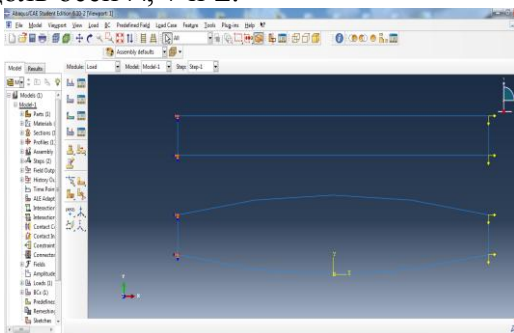 Abaqus/CAE Student Edition 6.10-2 [Viewport: 1]
File Model Viewport View Load BC Predefined Field Load Case Feature Tools Plug-ins Help
All
Assembly defaults
Model Results Module: Load Model: Model-1 Step: Step-1
Models (1)
Model-1
Parts (1)
Materials
Sections (1)
Profiles (1)
Assembly
Steps (2)
Field Outp
History Ou
Time Poin
ALE Adapt
Interaction
Interaction
Contact C
Contact In
Constraint
Connector
Fields
Amplitude
Loads (1)
BCs (1)
Predefined
Remeshing
Sketches
Y
X